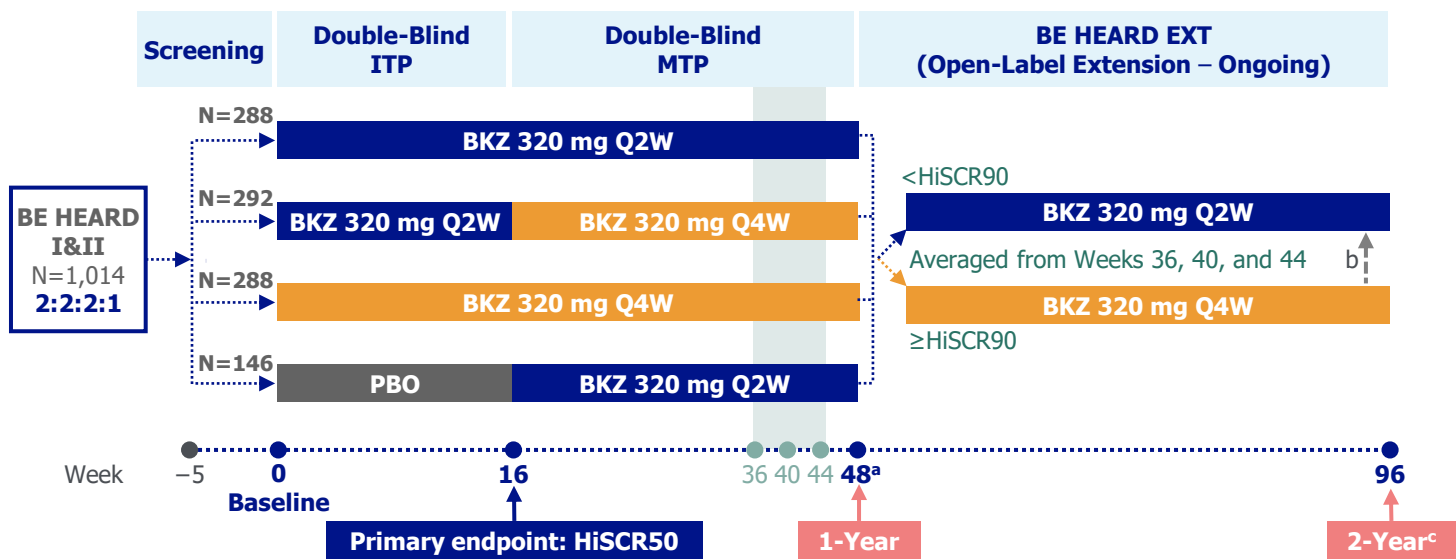 Screening
Double-Blind
ITP
Double-Blind
MTP
BE HEARD EXT
(Open-Label Extension – Ongoing)
BE HEARD
I&II
N=1,014
2:2:2:1
N=288
BKZ 320 mg Q2W
N=292
BKZ 320 mg Q2W
BKZ 320 mg Q4W
N=288
BKZ 320 mg Q4W
N=146
PBO
BKZ 320 mg Q2W
<HiSCR90
BKZ 320 mg Q2W
Averaged from Weeks 36, 40, and 44
b
BKZ 320 mg Q4W
≥HiSCR90
Week
−5
0
16
36
40
44
48ᵃ
96
Baseline
Primary endpoint: HiSCR50
1-Year
2-Yearᶜ